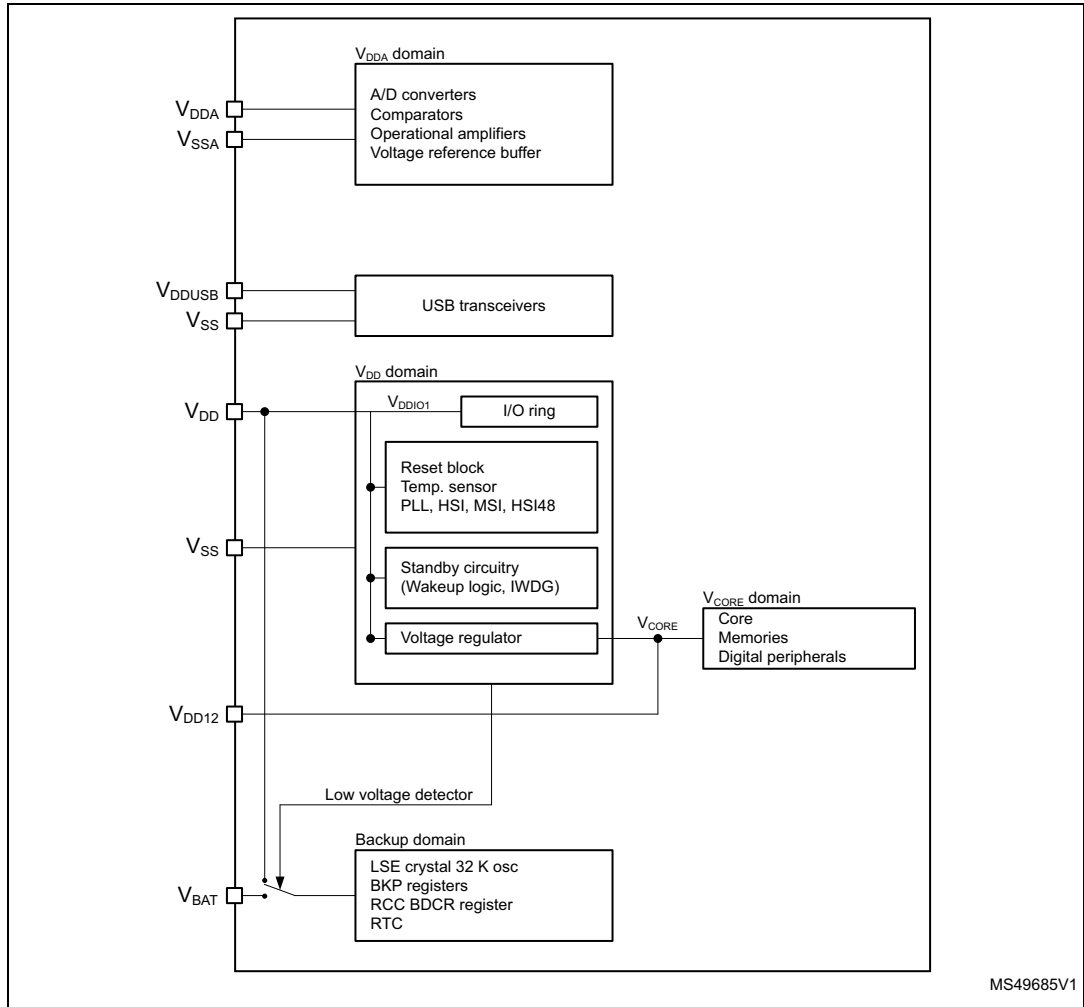 VDDA domain
A/D converters
Comparators
Operational amplifiers
Voltage reference buffer
VDDA
VSSA
VDDUSB
VSS
USB transceivers
VDD domain
VDD
VDDIO1
I/O ring
Reset block
Temp. sensor
PLL, HSI, MSI, HSI48
VSS
Standby circuitry
(Wakeup logic, IWDG)
Voltage regulator
VCORE
VCORE domain
Core
Memories
Digital peripherals
VDD12
Low voltage detector
Backup domain
LSE crystal 32 K osc
BKP registers
RCC BDCR register
RTC
VBAT
MS49685V1